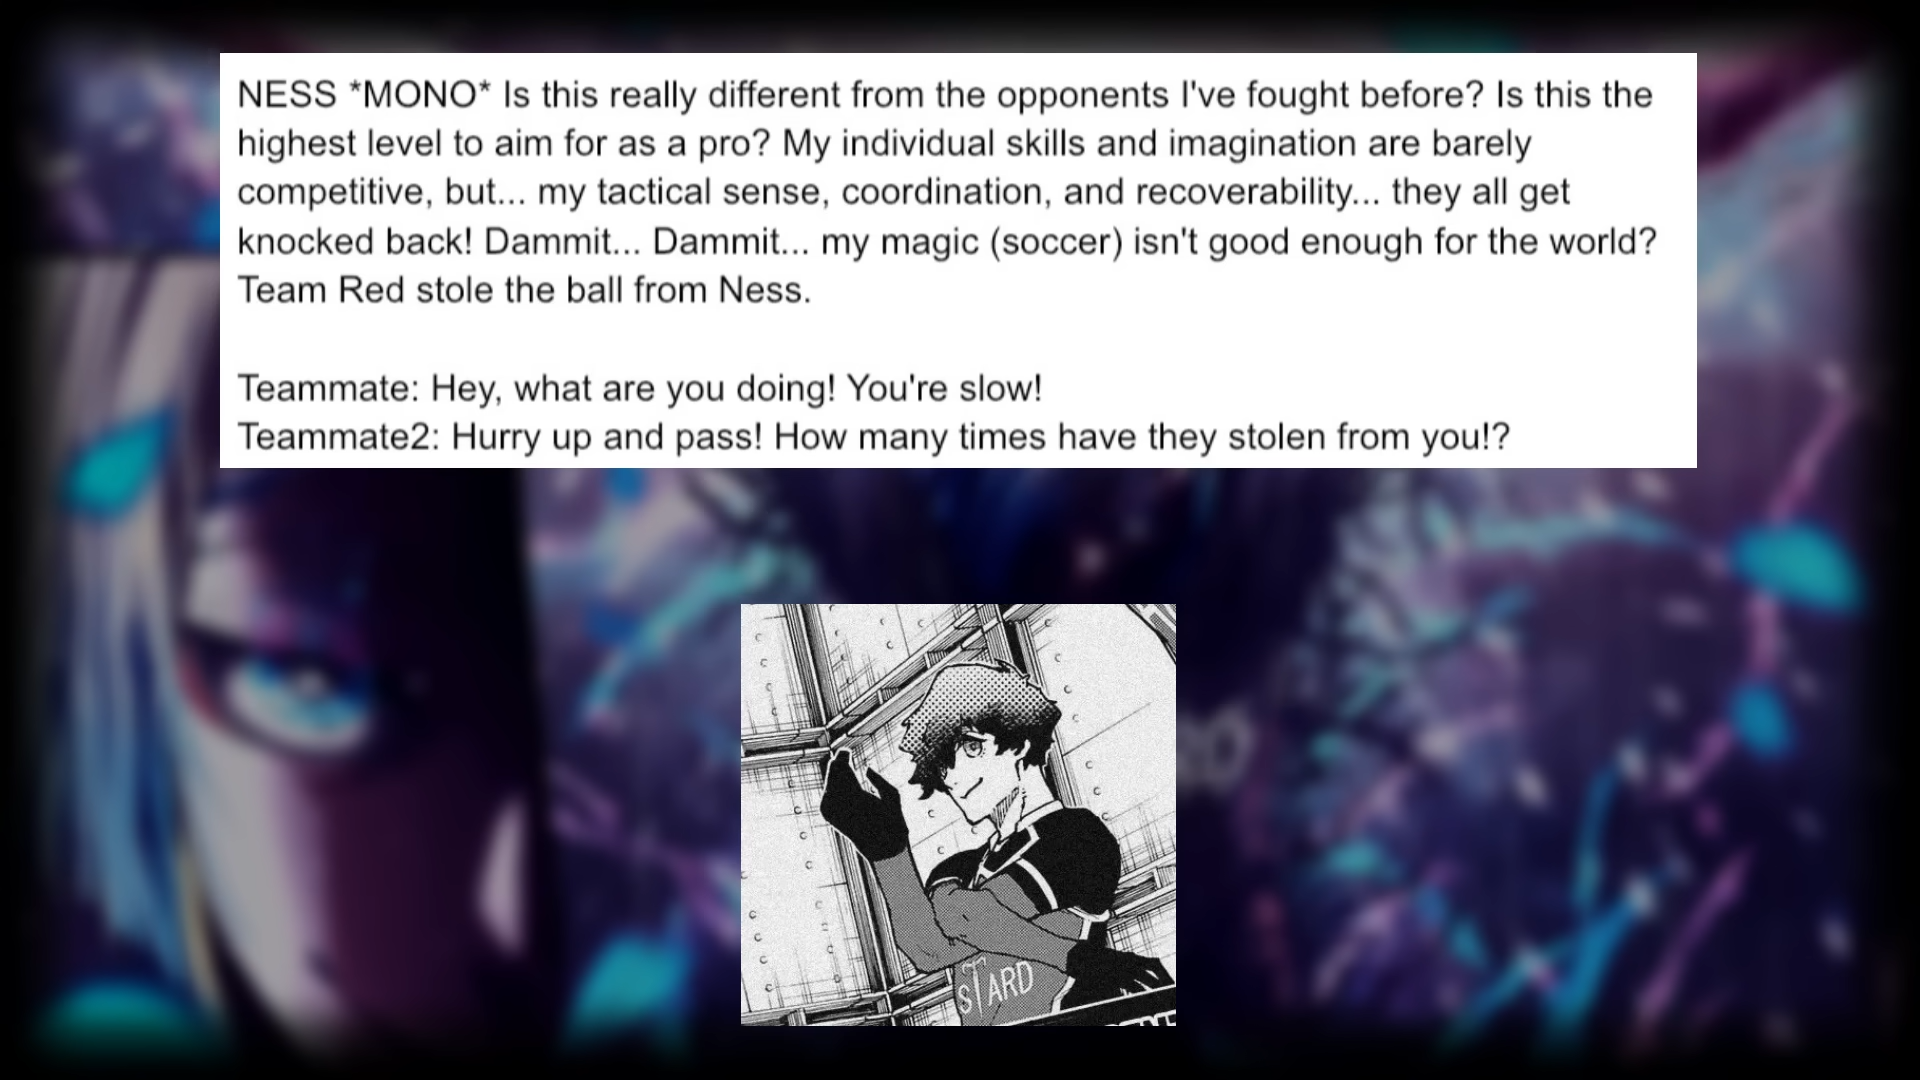 NESS *MONO* Is this really different from the opponents I've fought before? Is this the
highest level to aim for as a pro? My individual skills and imagination are barely
competitive, but... my tactical sense, coordination, and recoverability... they all get
knocked back! Dammit... Dammit... my magic (soccer) isn't good enough for the world?
Team Red stole the ball from Ness.
Teammate: Hey, what are you doing! You're slow!
Teammate2: Hurry up and pass! How many times have they stolen from you!?
STARD